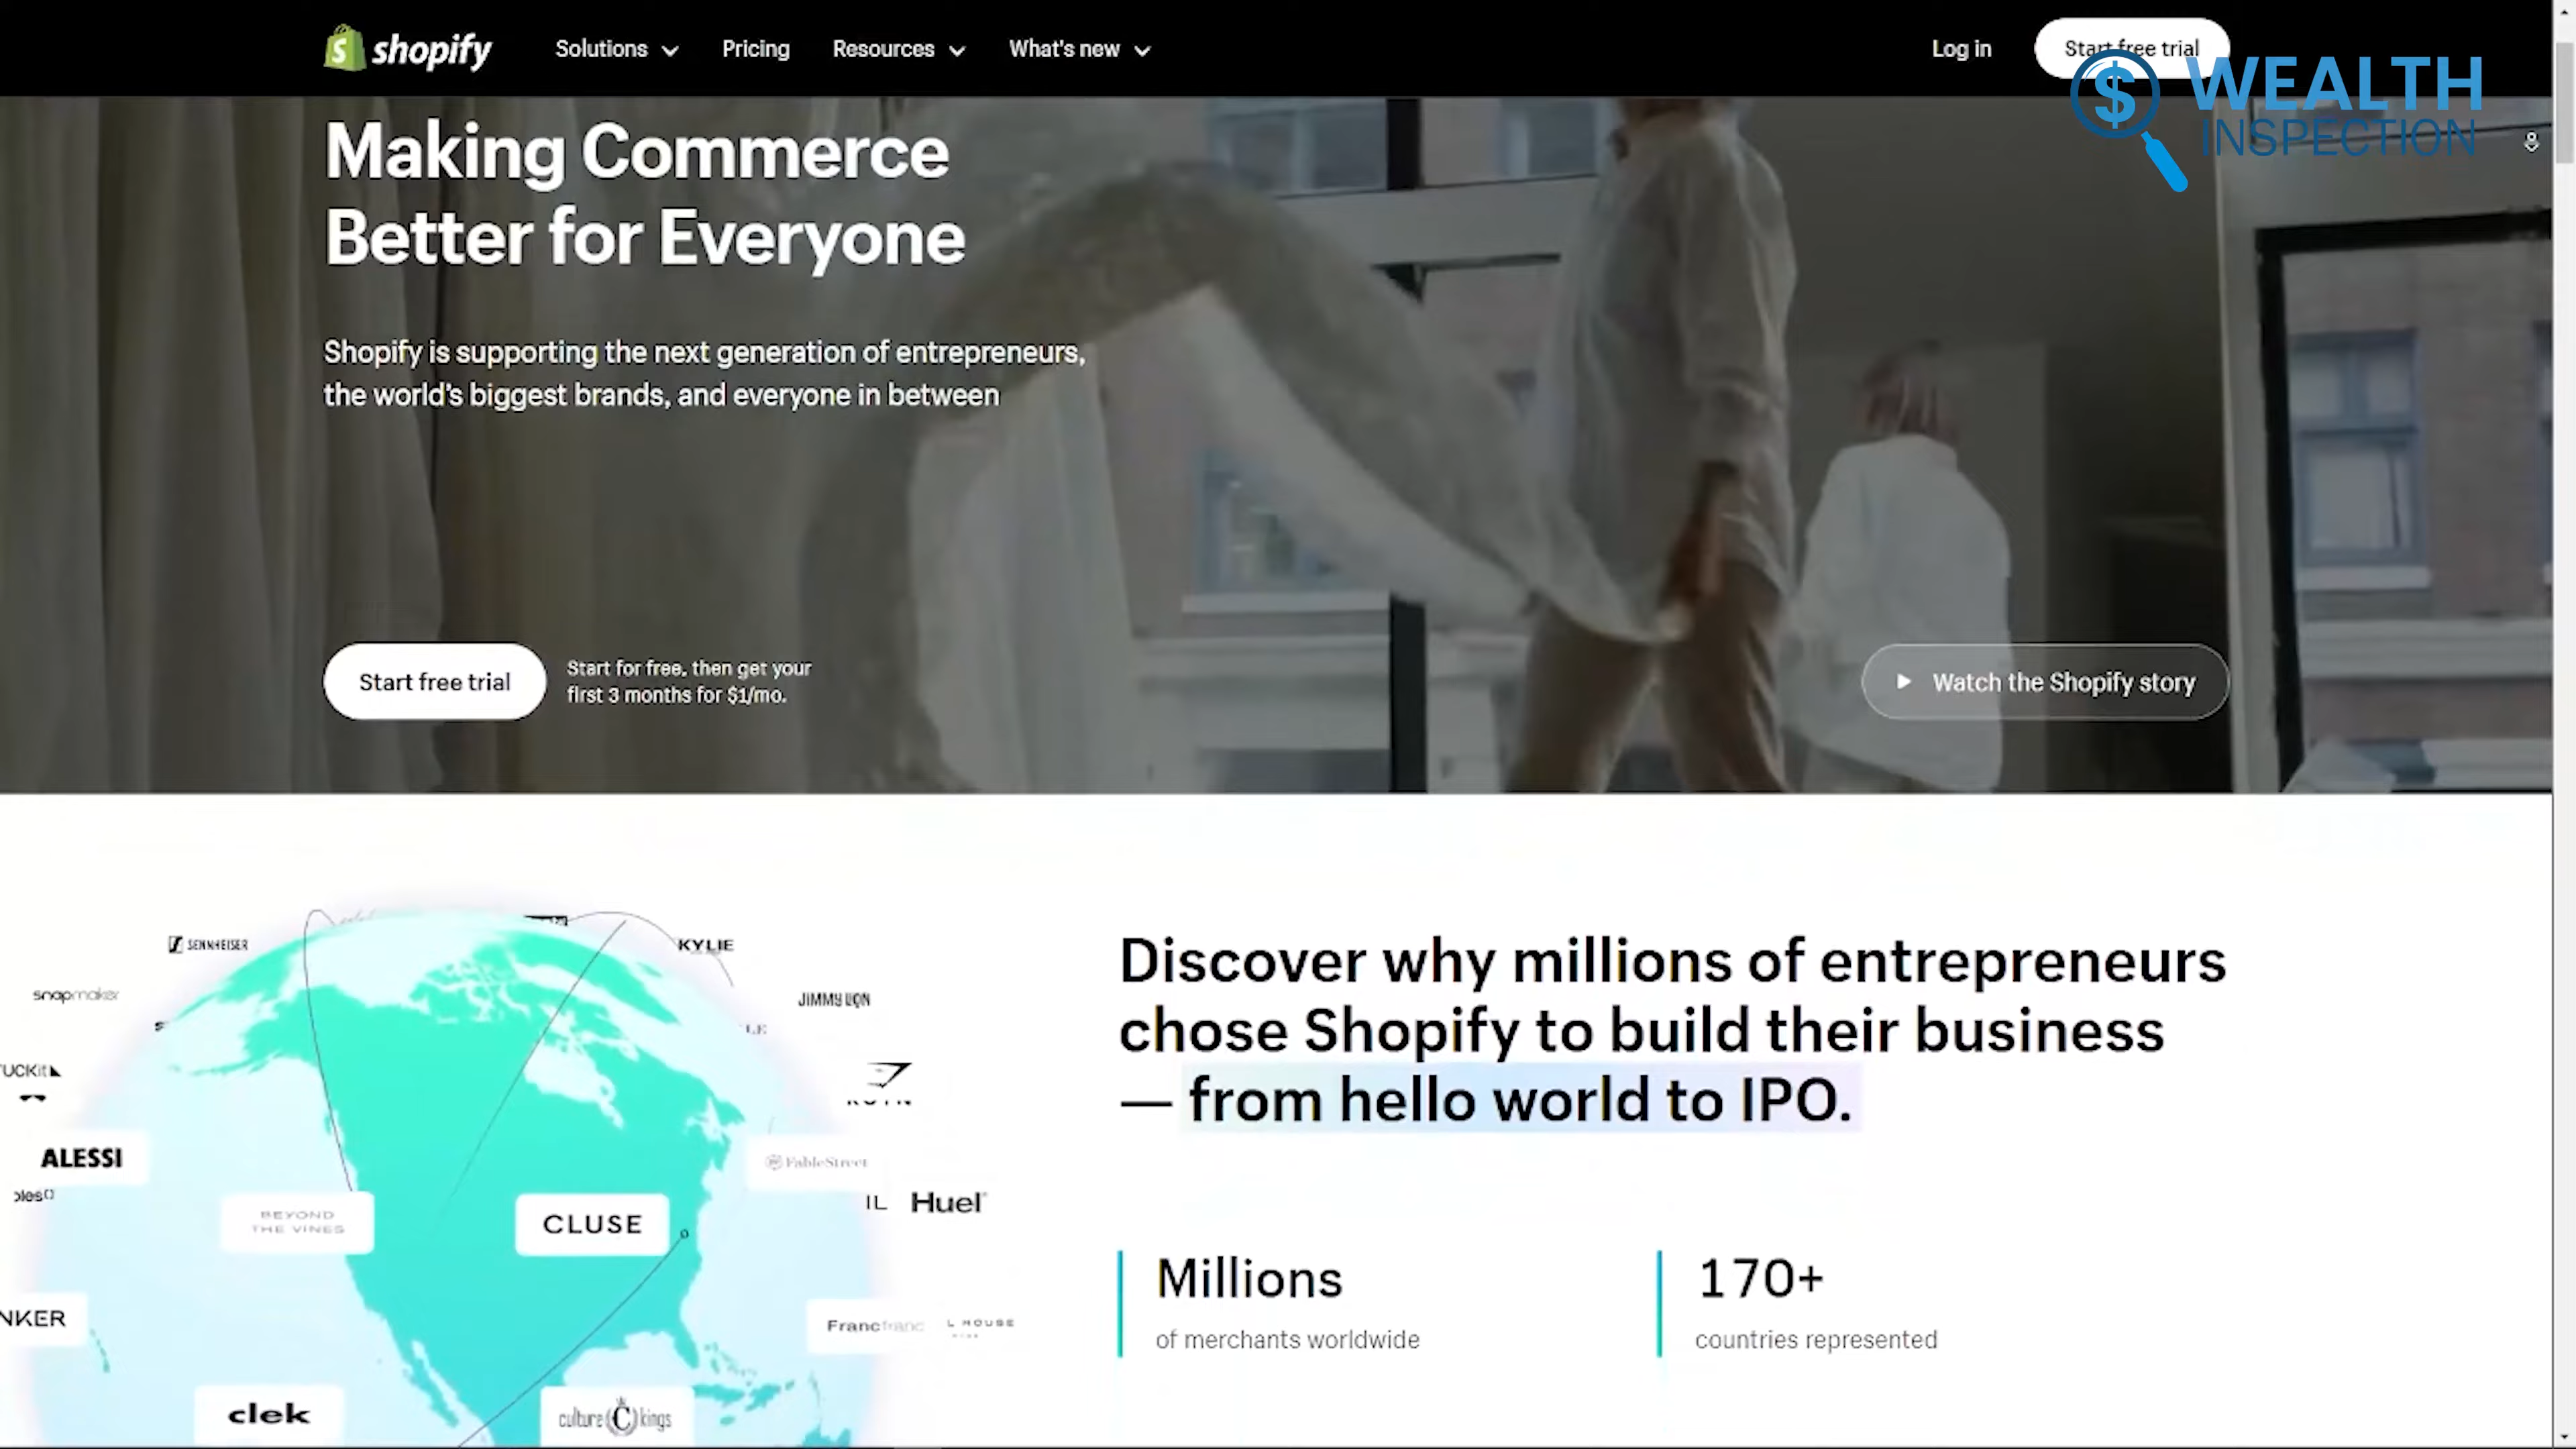 shopify
Solutions
Pricing
Resources
What's new
Log in
Start free trial
WEALTH
INSPECTION
Making Commerce
Better for Everyone
Shopify is supporting the next generation of entrepreneurs,
the world's biggest brands, and everyone in between
Start free trial
Start for free, then get your
first 3 months for $1/mo.
Watch the Shopify story
SENNHEISER
KYLIE
snapmaker
JIMMY LION
ALESSI
FableStreet
BEYOND
THE VINES
CLUSE
IL
Huel
NKER
Francfranc
L HOUSE
clek
culture C kings
Discover why millions of entrepreneurs
chose Shopify to build their business
— from hello world to IPO.
Millions
of merchants worldwide
170+
countries represented